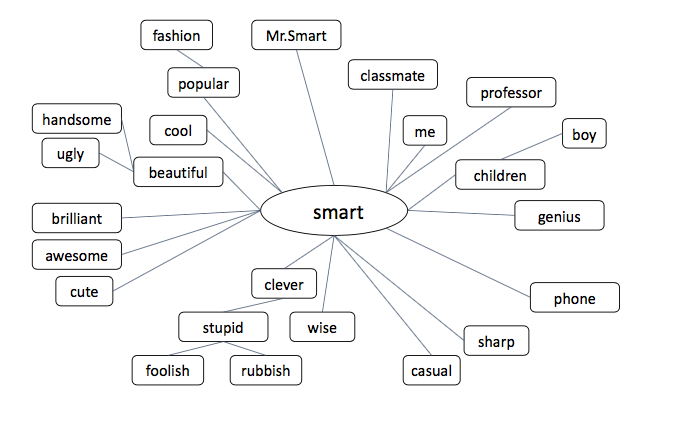 fashion
Mr.Smart
classmate
popular
professor
handsome
cool
me
boy
ugly
beautiful
children
smart
brilliant
genius
awesome
clever
cute
phone
stupid
wise
sharp
foolish
rubbish
casual